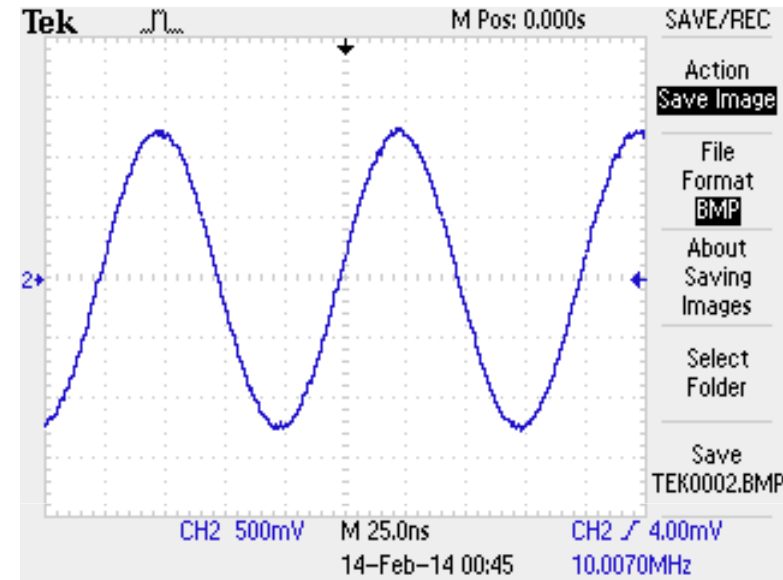 Tek M Pos: 0.000s SAVE/REC
Action
Save Image
File
Format
BMP
About
Saving
Images
Select
Folder
Save
TEK0002.BMP
2
CH2 500mV M 25.0ns CH2 4.00mV
14-Feb-14 00:45 10.0070MHz